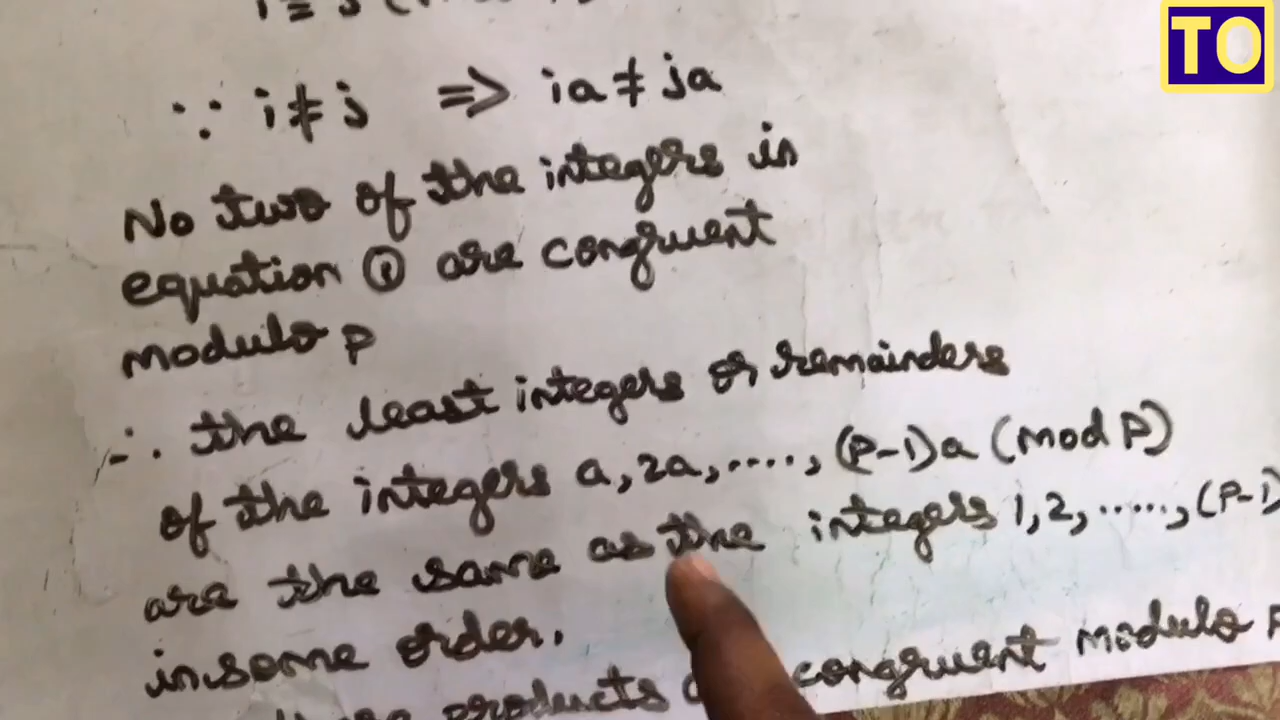 TO
∵ i ≠ j ⇒ ia ≠ ja
No two of the integers in
equation ① are congruent
modulo p
∴ the least integers or remainders
of the integers a, 2a, ...., (P-1)a (mod P)
are the same as the integers 1, 2, ....., (P-1)
in some order.
products congruent modulo P